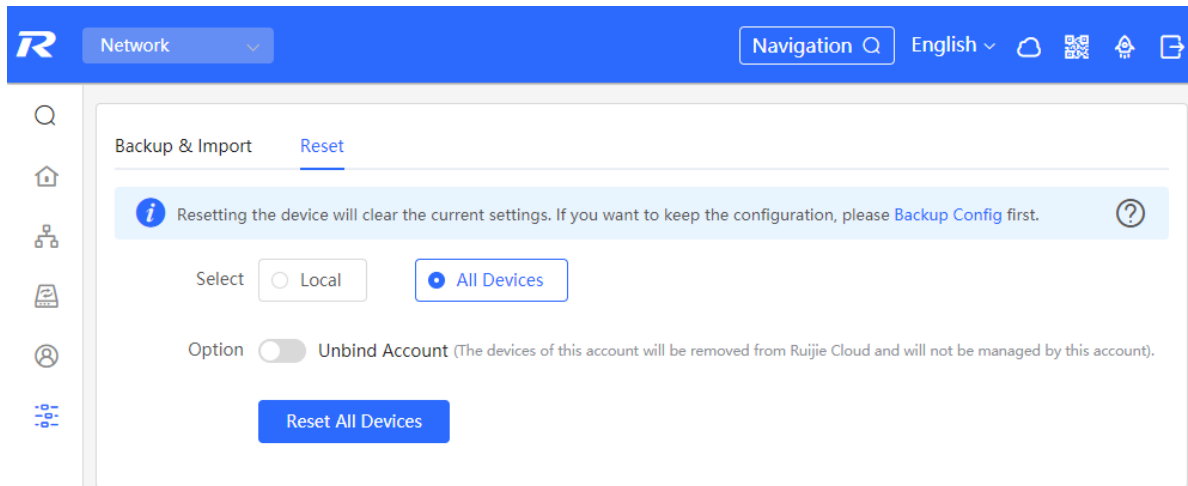 Network
Navigation
English
Backup & Import
Reset
Resetting the device will clear the current settings. If you want to keep the configuration, please Backup Config first.
Select
Local
All Devices
Option
Unbind Account (The devices of this account will be removed from Ruijie Cloud and will not be managed by this account).
Reset All Devices